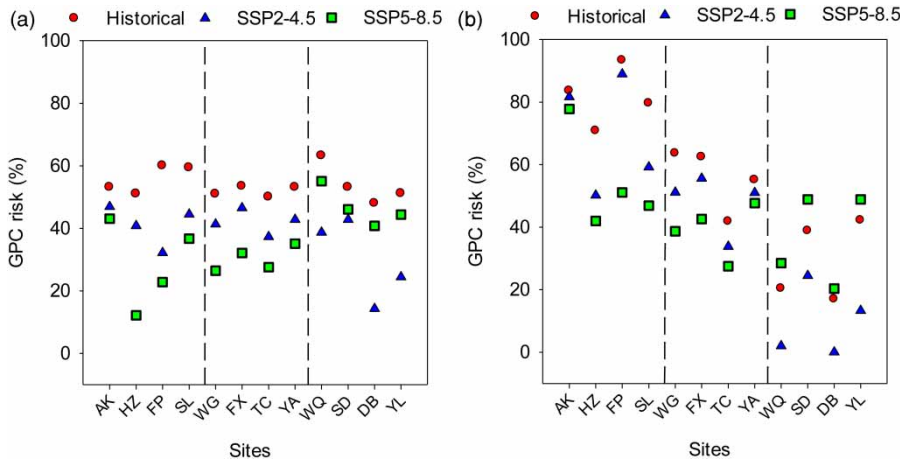 (a) Historical SSP2-4.5 SSP5-8.5
100
80
60
40
20
0
GPC risk (%)
AK HZ FP SL WG FX TC YA WQ SD DB YL
Sites
(b) Historical SSP2-4.5 SSP5-8.5
100
80
60
40
20
0
GPC risk (%)
AK HZ FP SL WG FX TC YA WQ SD DB YL
Sites